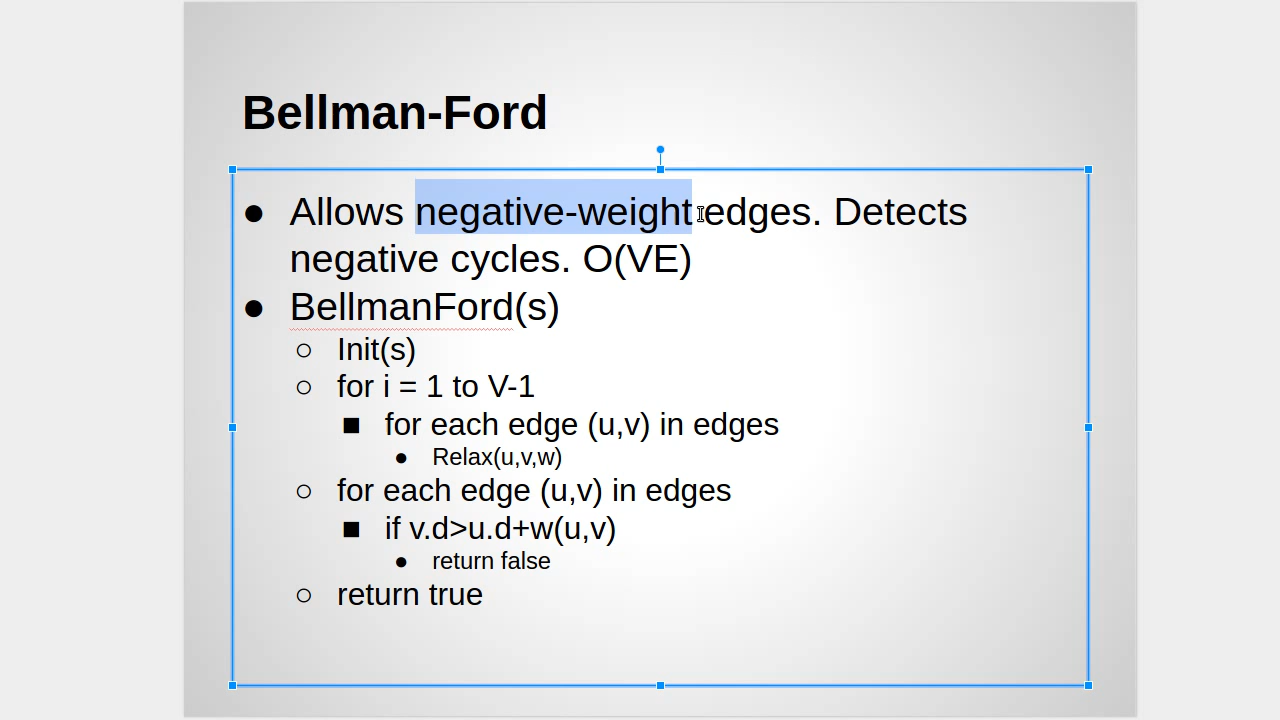 Bellman-Ford
● Allows negative-weight edges. Detects
negative cycles. O(VE)
● BellmanFord(s)
○ Init(s)
○ for i = 1 to V-1
■ for each edge (u,v) in edges
● Relax(u,v,w)
○ for each edge (u,v) in edges
■ if v.d>u.d+w(u,v)
● return false
○ return true